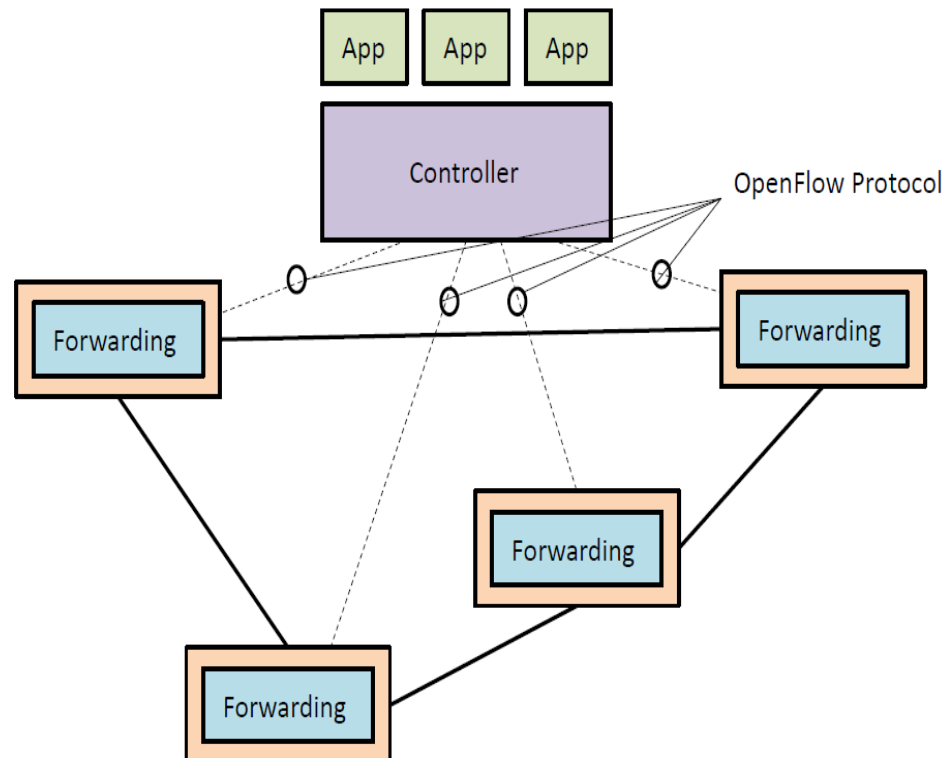 App
App
App
Controller
OpenFlow Protocol
Forwarding
Forwarding
Forwarding
Forwarding